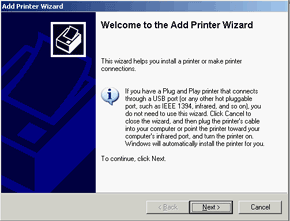 Add Printer Wizard
Welcome to the Add Printer Wizard
This wizard helps you install a printer or make printer
connections.
If you have a Plug and Play printer that connects
through a USB port (or any other hot pluggable
port, such as IEEE 1394, infrared, and so on), you
do not need to use this wizard. Click Cancel to
close the wizard, and then plug the printer's cable
into your computer or point the printer toward your
computer's infrared port, and turn the printer on.
Windows will automatically install the printer for you.
To continue, click Next.
< Back
Next >
Cancel